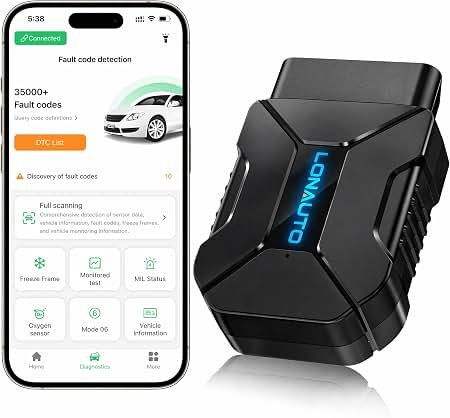 5:38
Connected
Fault code detection
35000+
Fault codes
Query code definitions >
DTC List
Discovery of fault codes 10
Full scanning
Comprehensive detection of sensor data,
vehicle information, fault codes, freeze frames,
and vehicle monitoring information.
Freeze Frame
Monitored
test
MIL Status
Oxygen
sensor
6
Mode 06
Vehicle
Information
Home
Diagnostics
More
LONAUTO